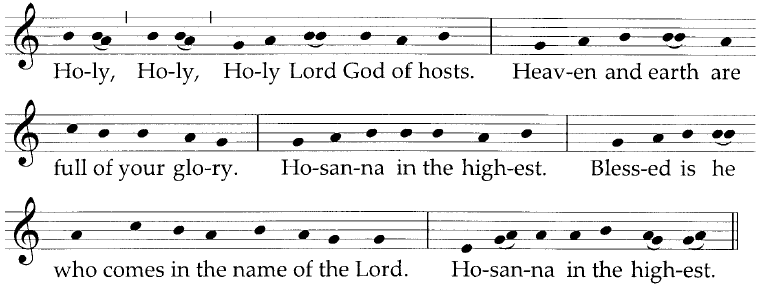 Ho-ly, Ho-ly, Ho-ly Lord God of hosts. Heav-en and earth are
full of your glo-ry. Ho-san-na in the high-est. Bless-ed is he
who comes in the name of the Lord. Ho-san-na in the high-est.